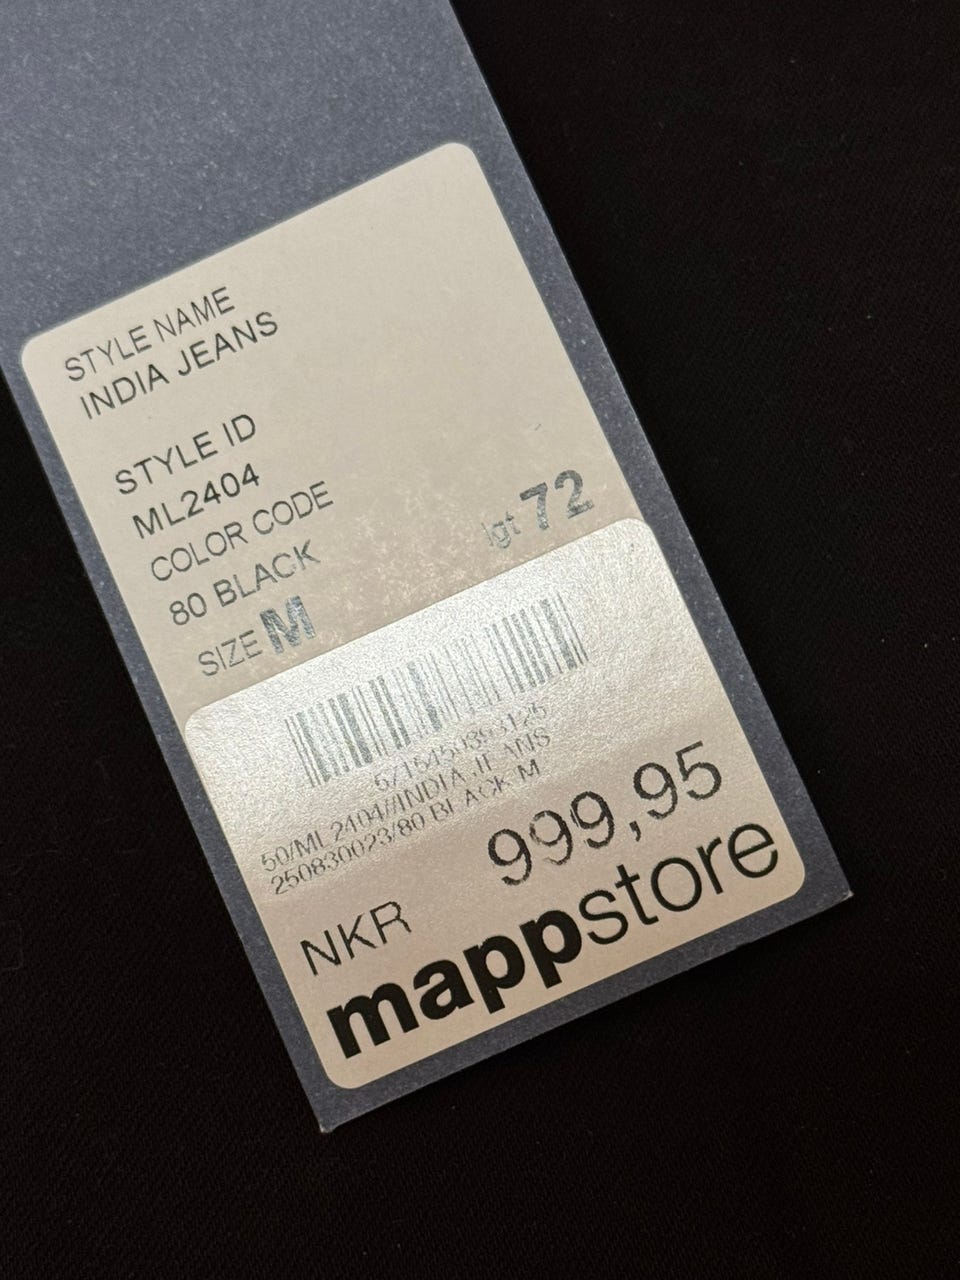 STYLE NAME
INDIA JEANS
STYLE ID
ML2404
COLOR CODE
80 BLACK
SIZE M
lgt 72
50/ML2404//INDIA JEANS
250830023/80 BLACK M
NKR 999,95
mappstore